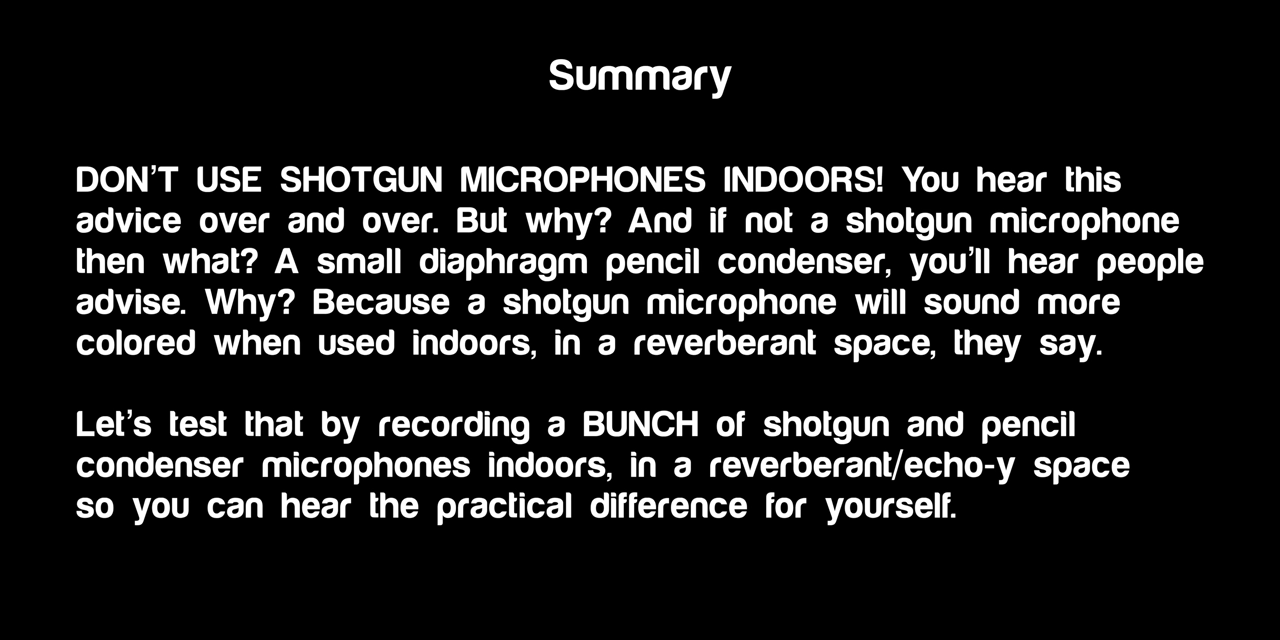 Summary
DON'T USE SHOTGUN MICROPHONES INDOORS! You hear this
advice over and over. But why? And if not a shotgun microphone
then what? A small diaphragm pencil condenser, you'll hear people
advise. Why? Because a shotgun microphone will sound more
colored when used indoors, in a reverberant space, they say.
Let's test that by recording a BUNCH of shotgun and pencil
condenser microphones indoors, in a reverberant/echo-y space
so you can hear the practical difference for yourself.